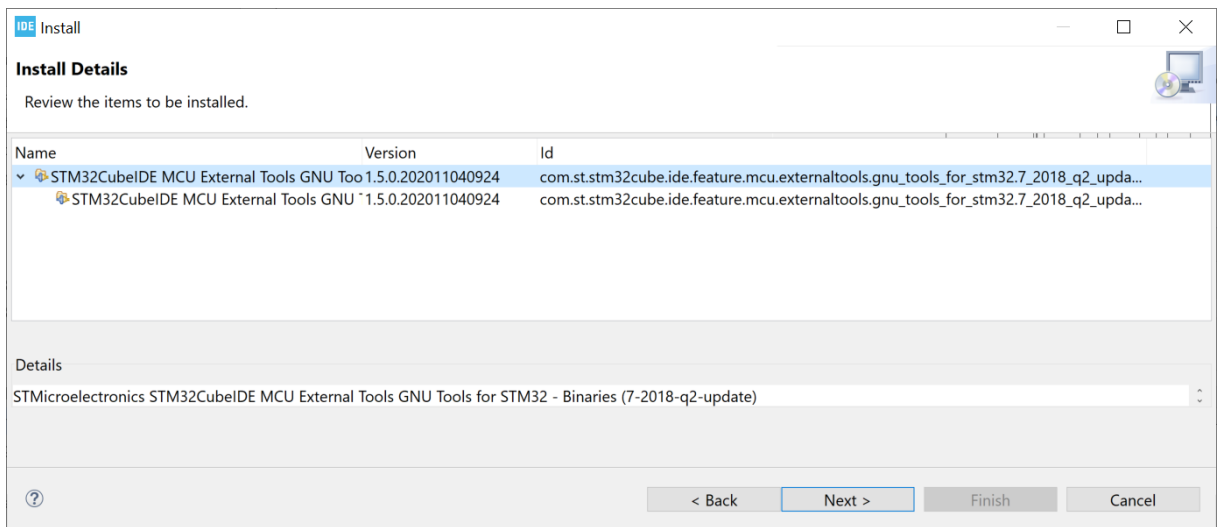 IDE Install
Install Details
Review the items to be installed.
Name Version Id
STM32CubeIDE MCU External Tools GNU Too 1.5.0.202011040924 com.st.stm32cube.ide.feature.mcu.externaltools.gnu_tools_for_stm32.7_2018_q2_upda...
STM32CubeIDE MCU External Tools GNU 1.5.0.202011040924 com.st.stm32cube.ide.feature.mcu.externaltools.gnu_tools_for_stm32.7_2018_q2_upda...
Details
STMicroelectronics STM32CubeIDE MCU External Tools GNU Tools for STM32 - Binaries (7-2018-q2-update)
? < Back Next > Finish Cancel